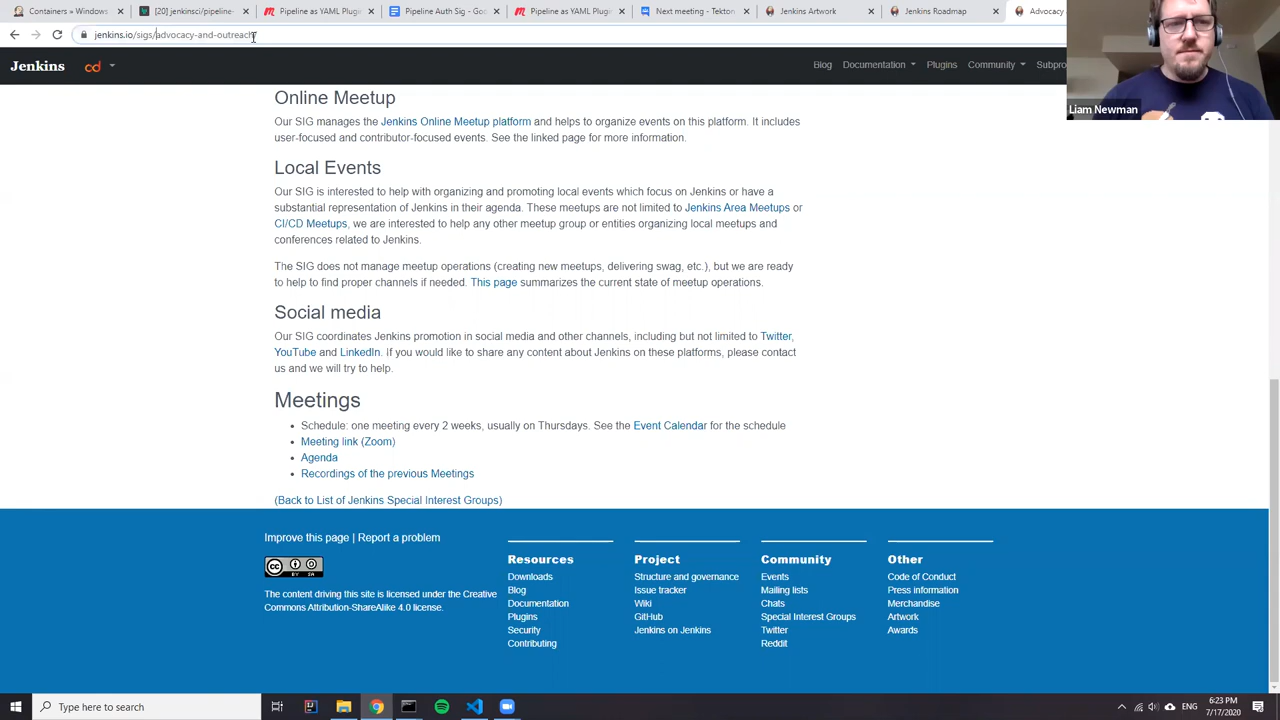 Containers » W
[20] jenkinsci/pipeline-
Pipeline as YAML Plugin
Pipeline Auth Sig - Goo
Pipeline as YAML Plugin
Next meeting - Tekton
Jenkins Artwork
Jenkins Roadmap
Advocacy
jenkins.io/sigs/advocacy-and-outreach
Jenkins
cd
Blog
Documentation
Plugins
Community
Subpro
Liam Newman
Online Meetup
Our SIG manages the Jenkins Online Meetup platform and helps to organize events on this platform. It includes
user-focused and contributor-focused events. See the linked page for more information.
Local Events
Our SIG is interested to help with organizing and promoting local events which focus on Jenkins or have a
substantial representation of Jenkins in their agenda. These meetups are not limited to Jenkins Area Meetups or
CI/CD Meetups, we are interested to help any other meetup group or entities organizing local meetups and
conferences related to Jenkins.
The SIG does not manage meetup operations (creating new meetups, delivering swag, etc.), but we are ready
to help to find proper channels if needed. This page summarizes the current state of meetup operations.
Social media
Our SIG coordinates Jenkins promotion in social media and other channels, including but not limited to Twitter,
YouTube and LinkedIn. If you would like to share any content about Jenkins on these platforms, please contact
us and we will try to help.
Meetings
Schedule: one meeting every 2 weeks, usually on Thursdays. See the Event Calendar for the schedule
Meeting link (Zoom)
Agenda
Recordings of the previous Meetings
(Back to List of Jenkins Special Interest Groups)
Improve this page | Report a problem
The content driving this site is licensed under the Creative
Commons Attribution-ShareAlike 4.0 license.
Resources
Downloads
Blog
Documentation
Plugins
Security
Contributing
Project
Structure and governance
Issue tracker
Wiki
GitHub
Jenkins on Jenkins
Community
Events
Mailing lists
Chats
Special Interest Groups
Twitter
Reddit
Other
Code of Conduct
Press information
Merchandise
Artwork
Awards
Type here to search
ENG
6:23 PM
7/17/2020